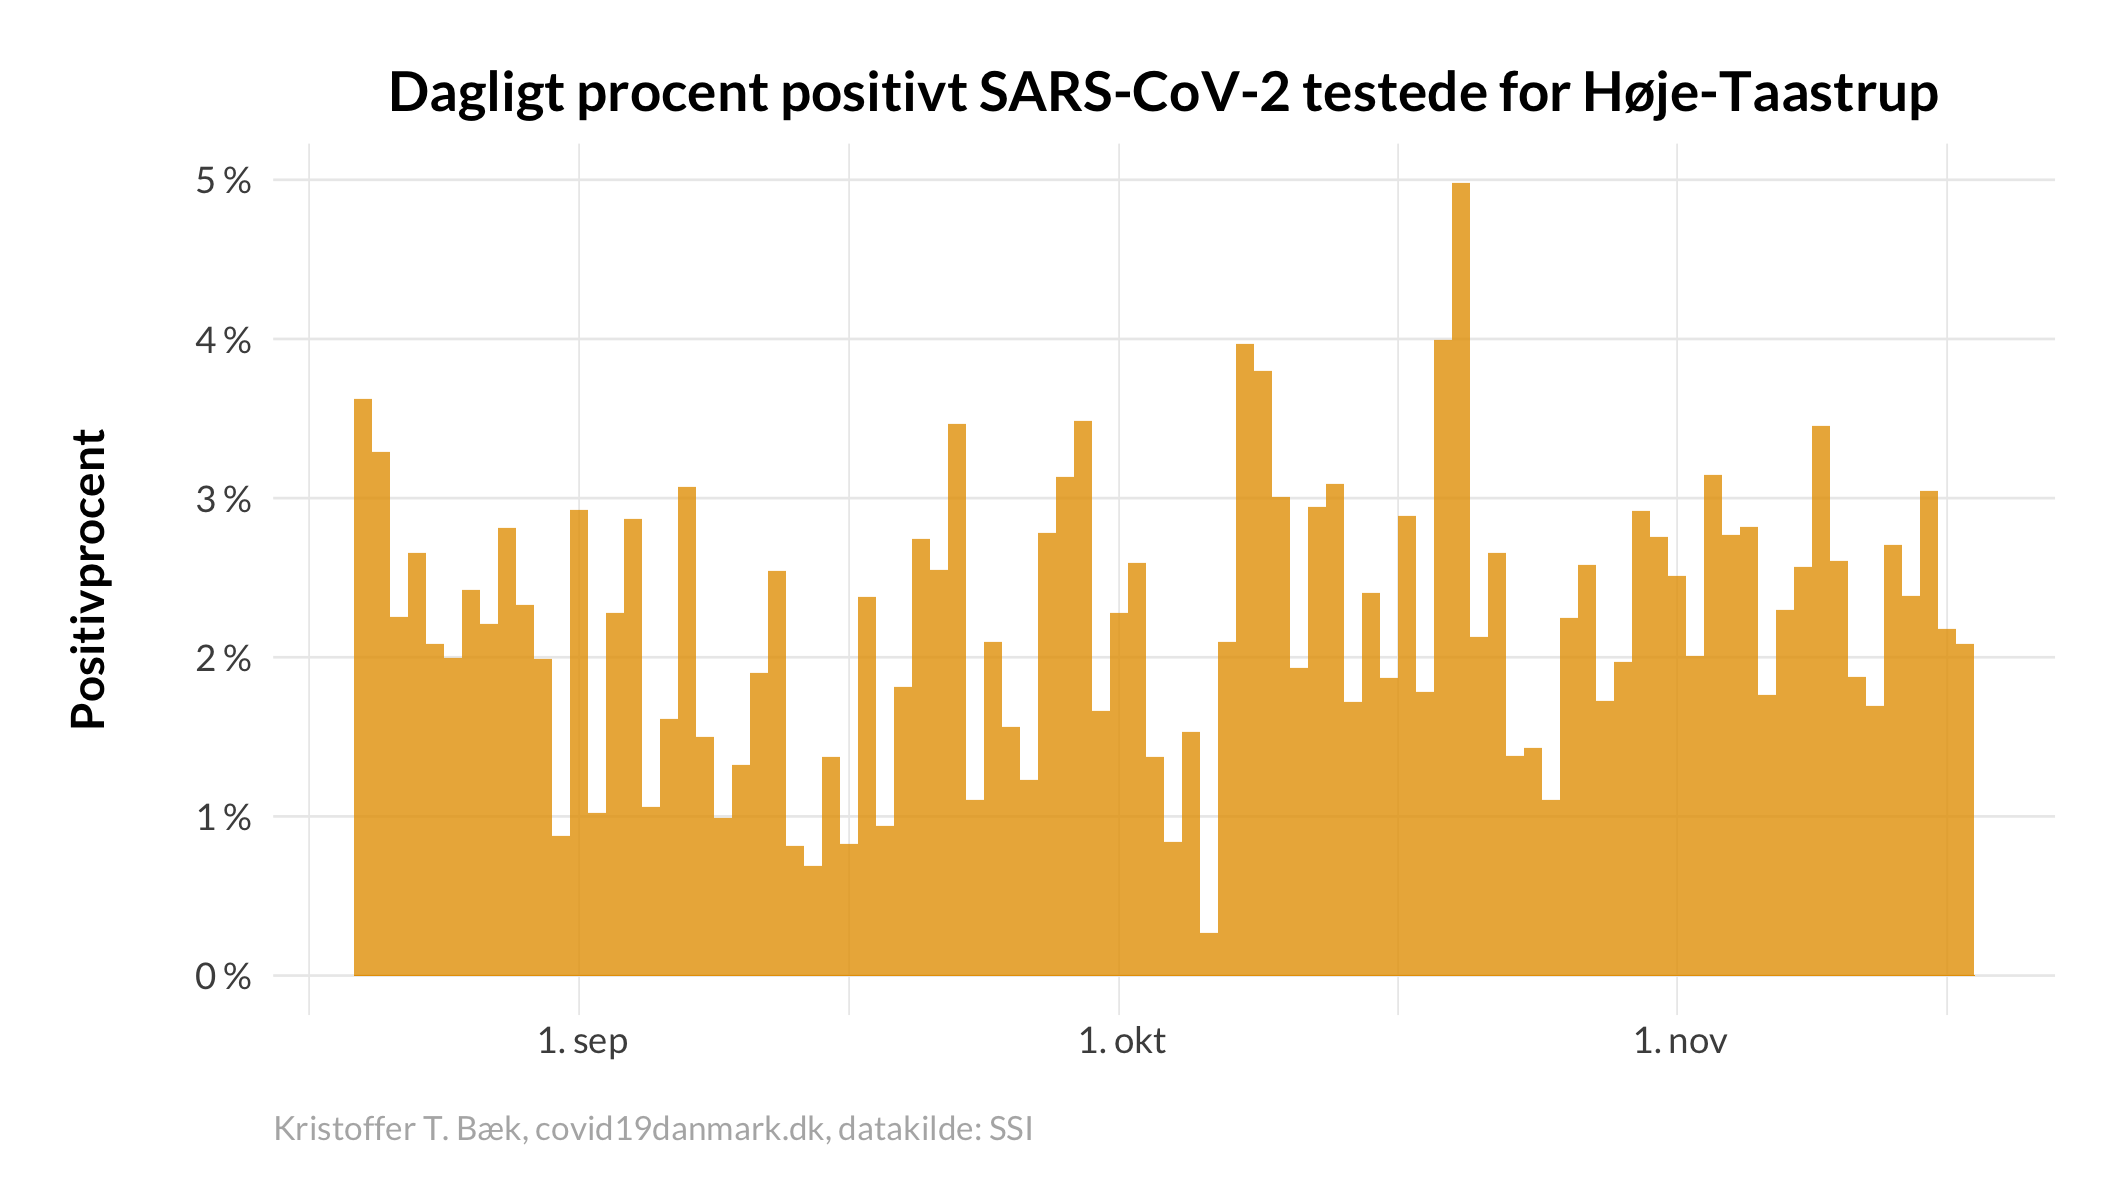 Dagligt procent positivt SARS-CoV-2 testede for Høje-Taastrup
Positivprocent
5 %
4 %
3 %
2 %
1 %
0 %
1. sep
1. okt
1. nov
Kristoffer T. Bæk, covid19danmark.dk, datakilde: SSI